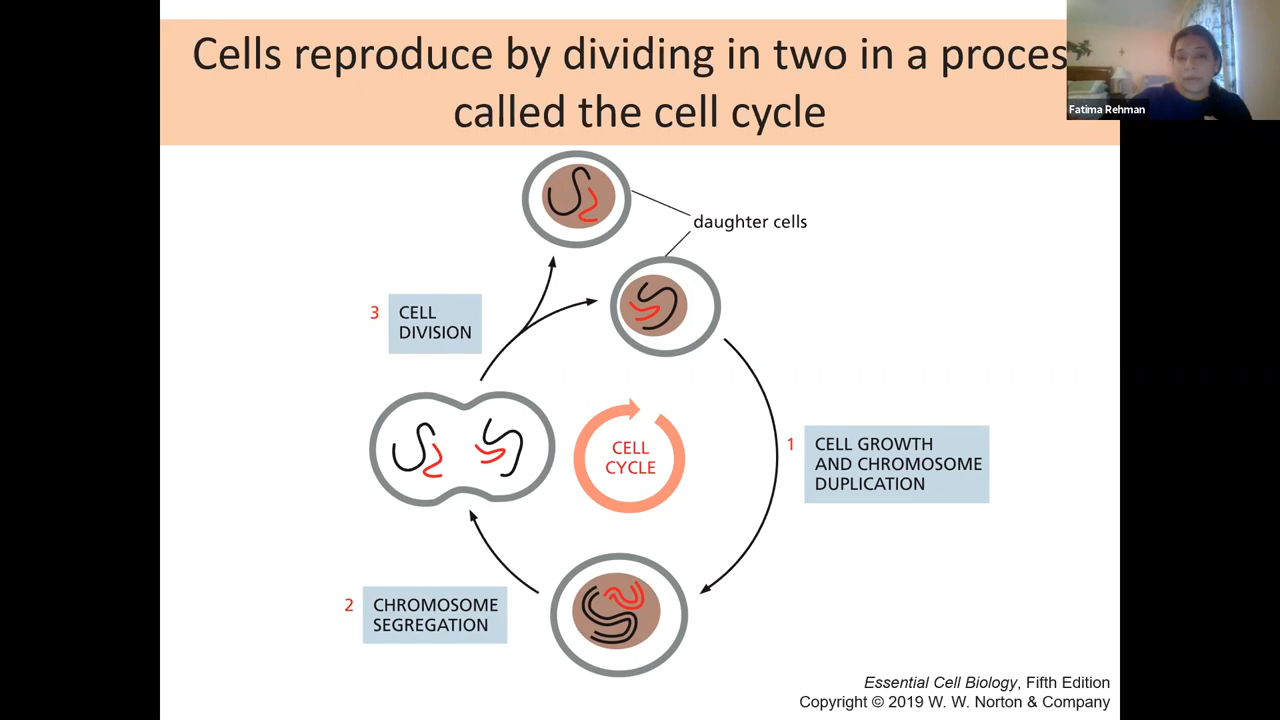 Cells reproduce by dividing in two in a proces
called the cell cycle
Fatima Rehman
daughter cells
3 CELL
DIVISION
CELL
CYCLE
1 CELL GROWTH
AND CHROMOSOME
DUPLICATION
2 CHROMOSOME
SEGREGATION
Essential Cell Biology, Fifth Edition
Copyright © 2019 W. W. Norton & Company